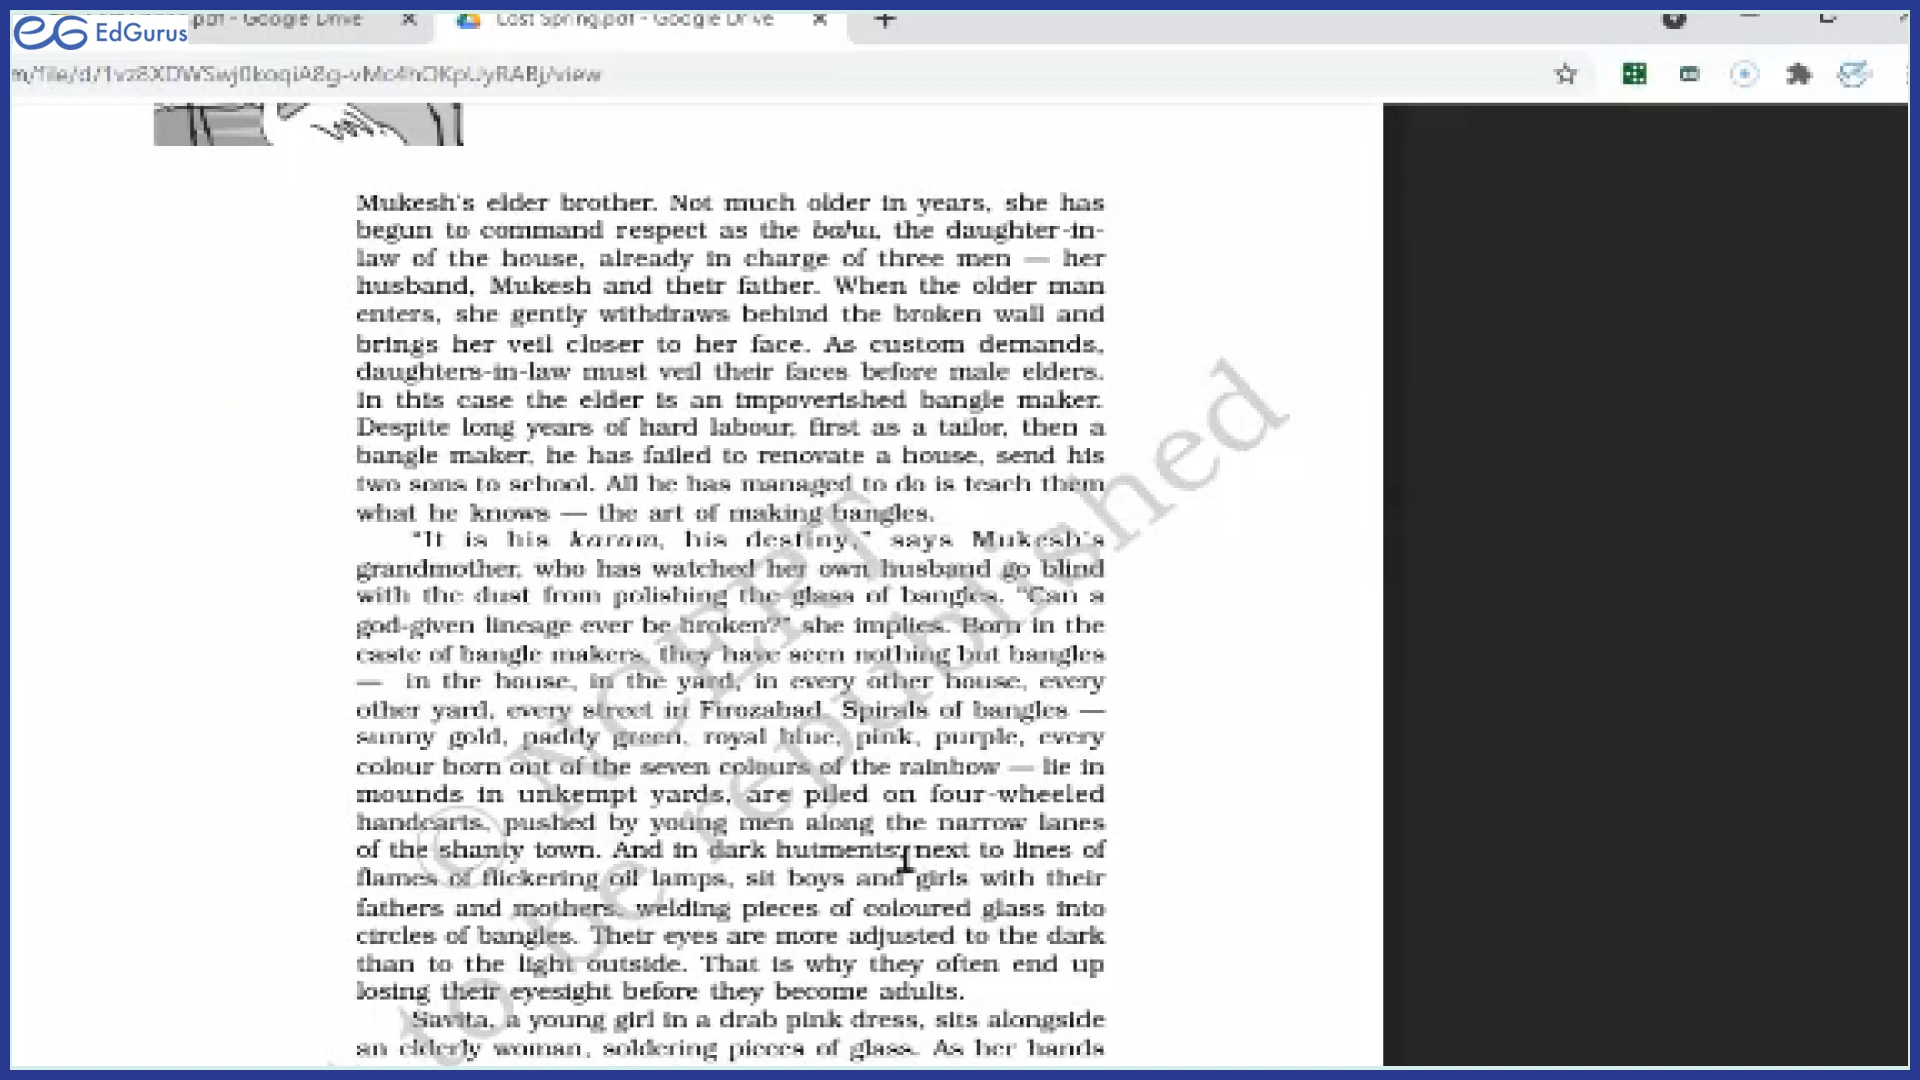 EdGurus
.pdf - Google Drive
Lost Spring.pdf - Google Drive
Mukesh's elder brother. Not much older in years, she has
begun to command respect as the bahu, the daughter-in-
law of the house, already in charge of three men — her
husband, Mukesh and their father. When the older man
enters, she gently withdraws behind the broken wall and
brings her veil closer to her face. As custom demands,
daughters-in-law must veil their faces before male elders.
In this case the elder is an impoverished bangle maker.
Despite long years of hard labour, first as a tailor, then a
bangle maker, he has failed to renovate a house, send his
two sons to school. All he has managed to do is teach them
what he knows — the art of making bangles.
"It is his karam, his destiny," says Mukesh's
grandmother, who has watched her own husband go blind
with the dust from polishing the glass of bangles. "Can a
god-given lineage ever be broken?" she implies. Born in the
caste of bangle makers, they have seen nothing but bangles
— in the house, in the yard, in every other house, every
other yard, every street in Firozabad. Spirals of bangles —
sunny gold, paddy green, royal blue, pink, purple, every
colour born out of the seven colours of the rainbow — lie in
mounds in unkempt yards, are piled on four-wheeled
handcarts, pushed by young men along the narrow lanes
of the shanty town. And in dark hutments, next to lines of
flames of flickering oil lamps, sit boys and girls with their
fathers and mothers, welding pieces of coloured glass into
circles of bangles. Their eyes are more adjusted to the dark
than to the light outside. That is why they often end up
losing their eyesight before they become adults.
Savita, a young girl in a drab pink dress, sits alongside
an elderly woman, soldering pieces of glass. As her hands
© NCERT
to be republished